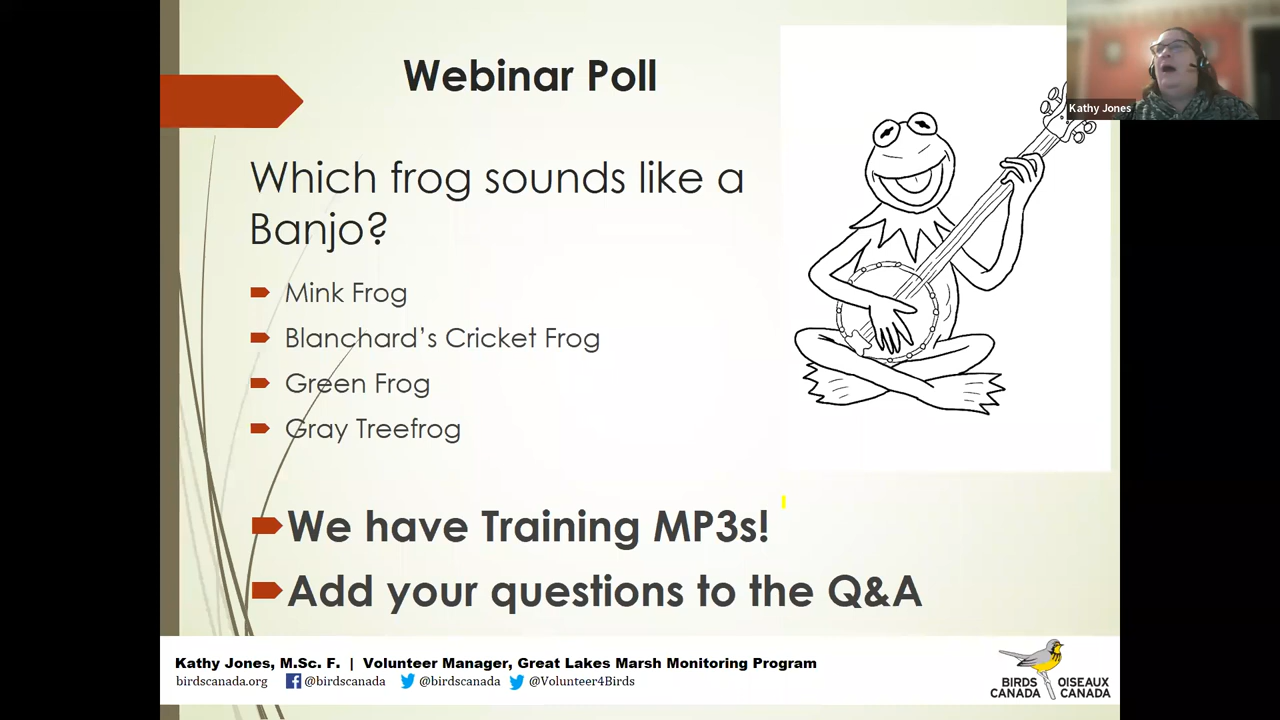 Webinar Poll
Kathy Jones
Which frog sounds like a
Banjo?
Mink Frog
Blanchard's Cricket Frog
Green Frog
Gray Treefrog
We have Training MP3s!
Add your questions to the Q&A
Kathy Jones, M.Sc. F. | Volunteer Manager, Great Lakes Marsh Monitoring Program
birdscanada.org @birdscanada @birdscanada @Volunteer4Birds
BIRDS OISEAUX
CANADA CANADA